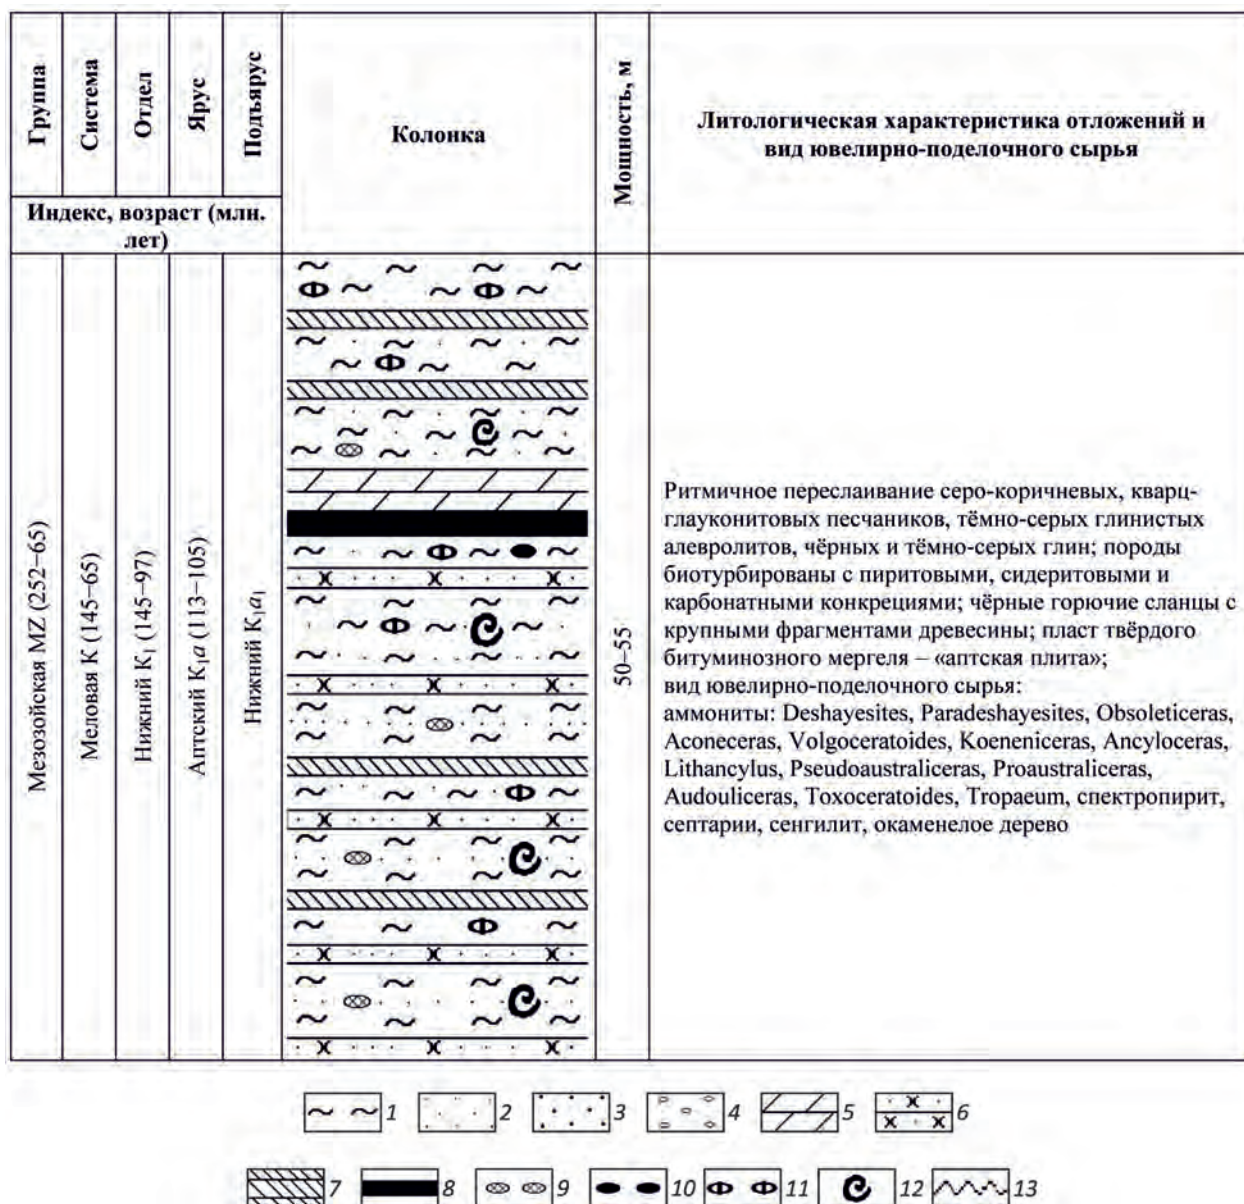 Группа
Система
Отдел
Ярус
Подъярус
Колонка
Мощность, м
Литологическая характеристика отложений и
вид ювелирно-поделочного сырья
Индекс, возраст (млн.
лет)
Мезозойская MZ (252–65)
Меловая K (145–65)
Нижний K₁ (145–97)
Аптский K₁a (113–105)
Нижний K₁a₁
50–55
Ритмичное переслаивание серо-коричневых, кварц-
глауконитовых песчаников, тёмно-серых глинистых
алевролитов, чёрных и тёмно-серых глин; породы
биотурбированы с пиритовыми, сидеритовыми и
карбонатными конкрециями; чёрные горючие сланцы с
крупными фрагментами древесины; пласт твёрдого
битуминозного мергеля – «аптская плита»;
вид ювелирно-поделочного сырья:
аммониты: Deshayesites, Paradeshayesites, Obsoleticeras,
Aconeceras, Volgoceratoides, Koeneniceras, Ancyloceras,
Lithancylus, Pseudoaustraliceras, Proaustraliceras,
Audouliceras, Toxoceratoides, Tropaeum, спектропирит,
септарии, сенгилит, окаменелое дерево
1 2 3 4 5 6
7 8 9 10 11 12 13